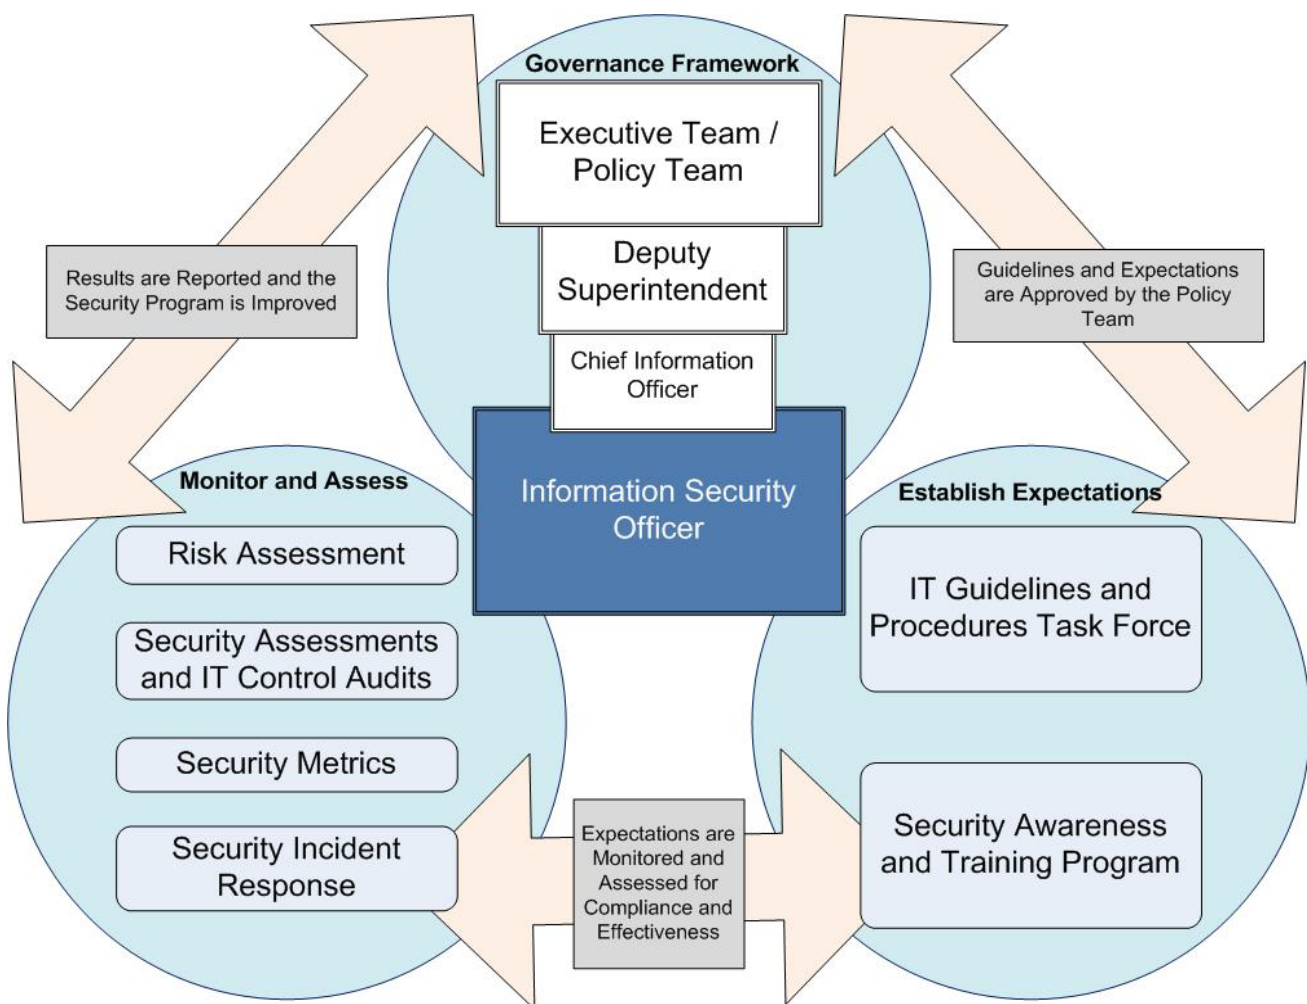 Governance Framework
Executive Team /
Policy Team
Deputy
Superintendent
Chief Information
Officer
Information Security
Officer
Results are Reported and the
Security Program is Improved
Guidelines and Expectations
are Approved by the Policy
Team
Monitor and Assess
Risk Assessment
Security Assessments
and IT Control Audits
Security Metrics
Security Incident
Response
Establish Expectations
IT Guidelines and
Procedures Task Force
Security Awareness
and Training Program
Expectations are
Monitored and
Assessed for
Compliance and
Effectiveness